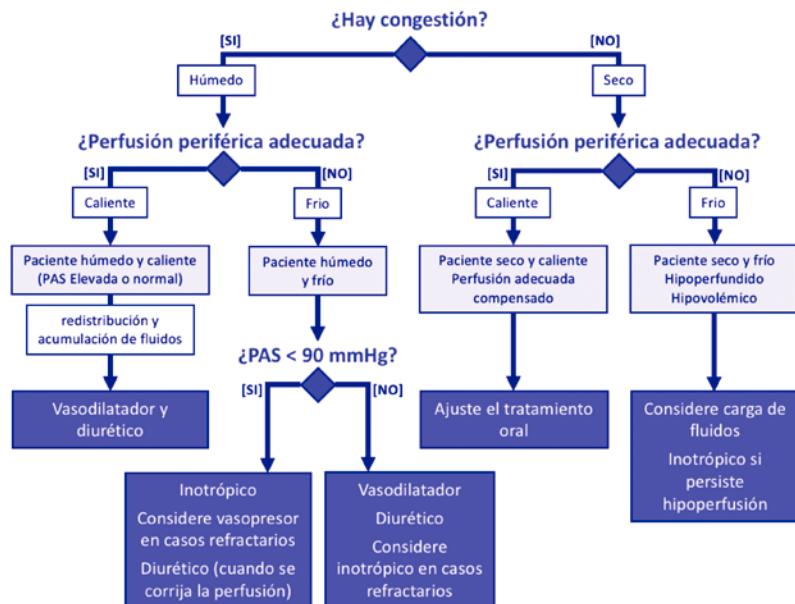 ¿Hay congestión?
[SI]
[NO]
Húmedo
Seco
¿Perfusión periférica adecuada?
[SI]
[NO]
Caliente
Frio
Paciente húmedo y caliente
(PAS Elevada o normal)
redistribución y
acumulación de fluidos
Vasodilatador y
diurético
Paciente húmedo
y frío
¿PAS < 90 mmHg?
[SI]
[NO]
Inotrópico
Considere vasopresor
en casos refractarios
Diurético (cuando se
corrija la perfusión)
Vasodilatador
Diurético
Considere
inotrópico en casos
refractarios
¿Perfusión periférica adecuada?
[SI]
[NO]
Caliente
Frio
Paciente seco y caliente
Perfusión adecuada
compensado
Ajuste el tratamiento
oral
Paciente seco y frío
Hipoperfundido
Hipovolémico
Considere carga de
fluidos
Inotrópico si
persiste
hipoperfusión